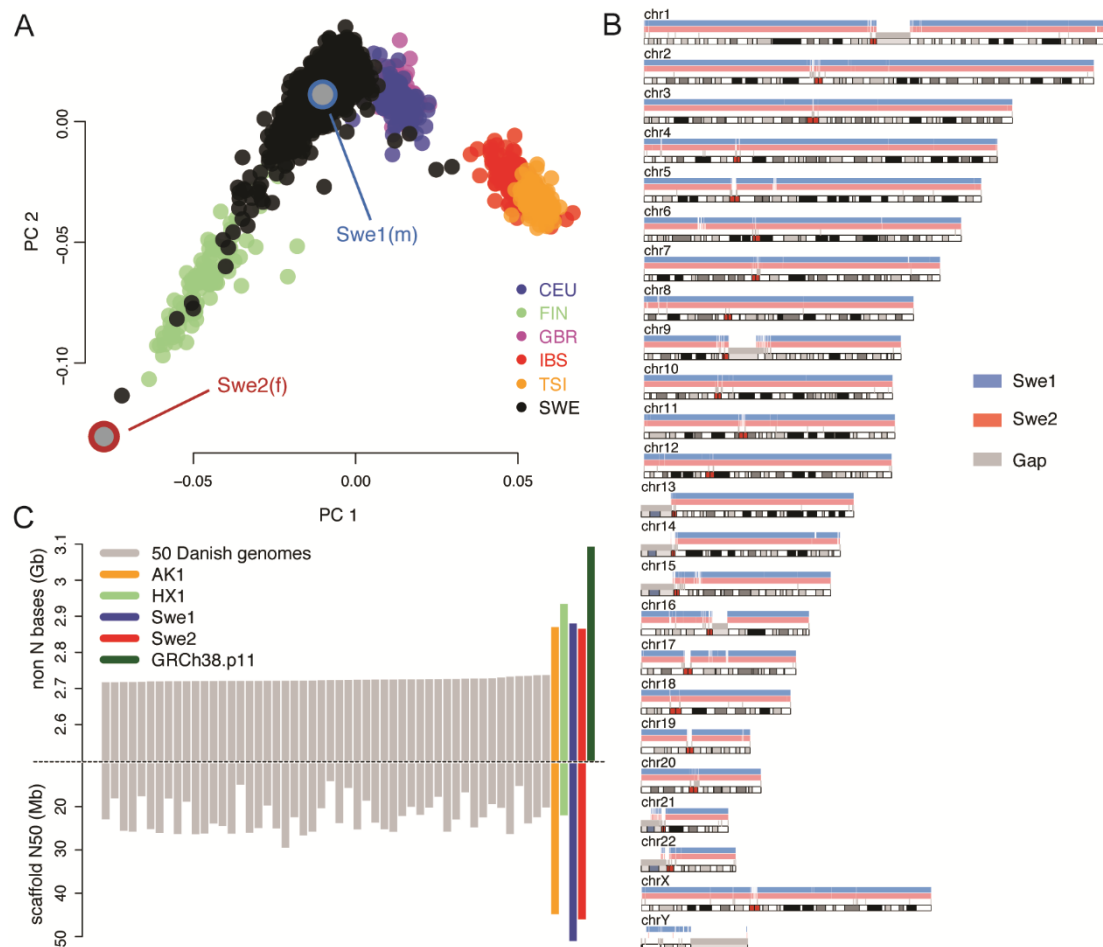 A
0.00
−0.05
−0.10
PC 2
Swe1(m)
Swe2(f)
CEU
FIN
GBR
IBS
TSI
SWE
−0.05
0.00
0.05
PC 1
B
chr1
chr2
chr3
chr4
chr5
chr6
chr7
chr8
chr9
chr10
chr11
chr12
chr13
chr14
chr15
chr16
chr17
chr18
chr19
chr20
chr21
chr22
chrX
chrY
Swe1
Swe2
Gap
C
50 Danish genomes
AK1
HX1
Swe1
Swe2
GRCh38.p11
non N bases (Gb)
3.1
3
2.9
2.8
2.7
2.6
scaffold N50 (Mb)
20
30
40
50